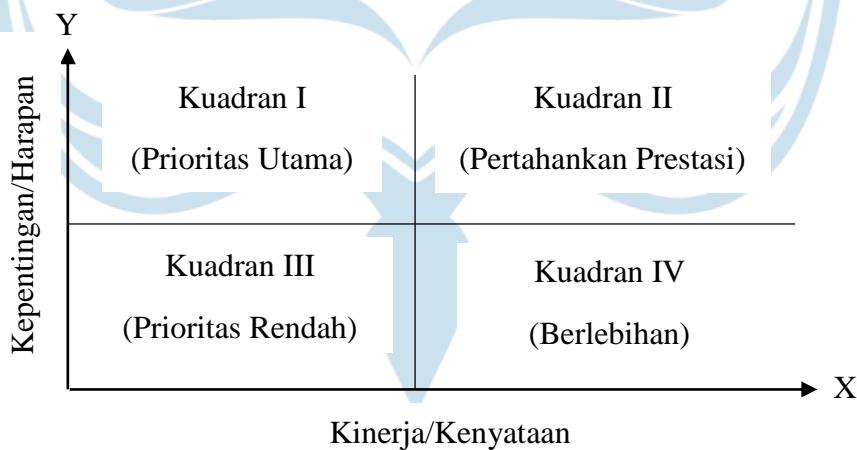 Y
Kepentingan/Harapan
Kuadran I
(Prioritas Utama)
Kuadran II
(Pertahankan Prestasi)
Kuadran III
(Prioritas Rendah)
Kuadran IV
(Berlebihan)
X
Kinerja/Kenyataan